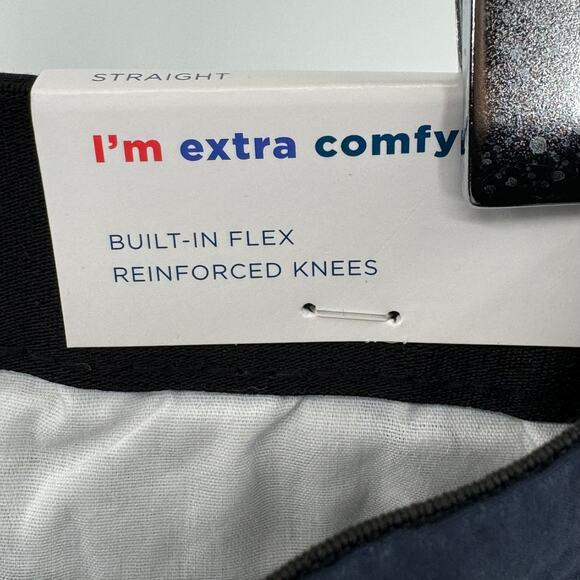 STRAIGHT
I'm extra comfy
BUILT-IN FLEX
REINFORCED KNEES